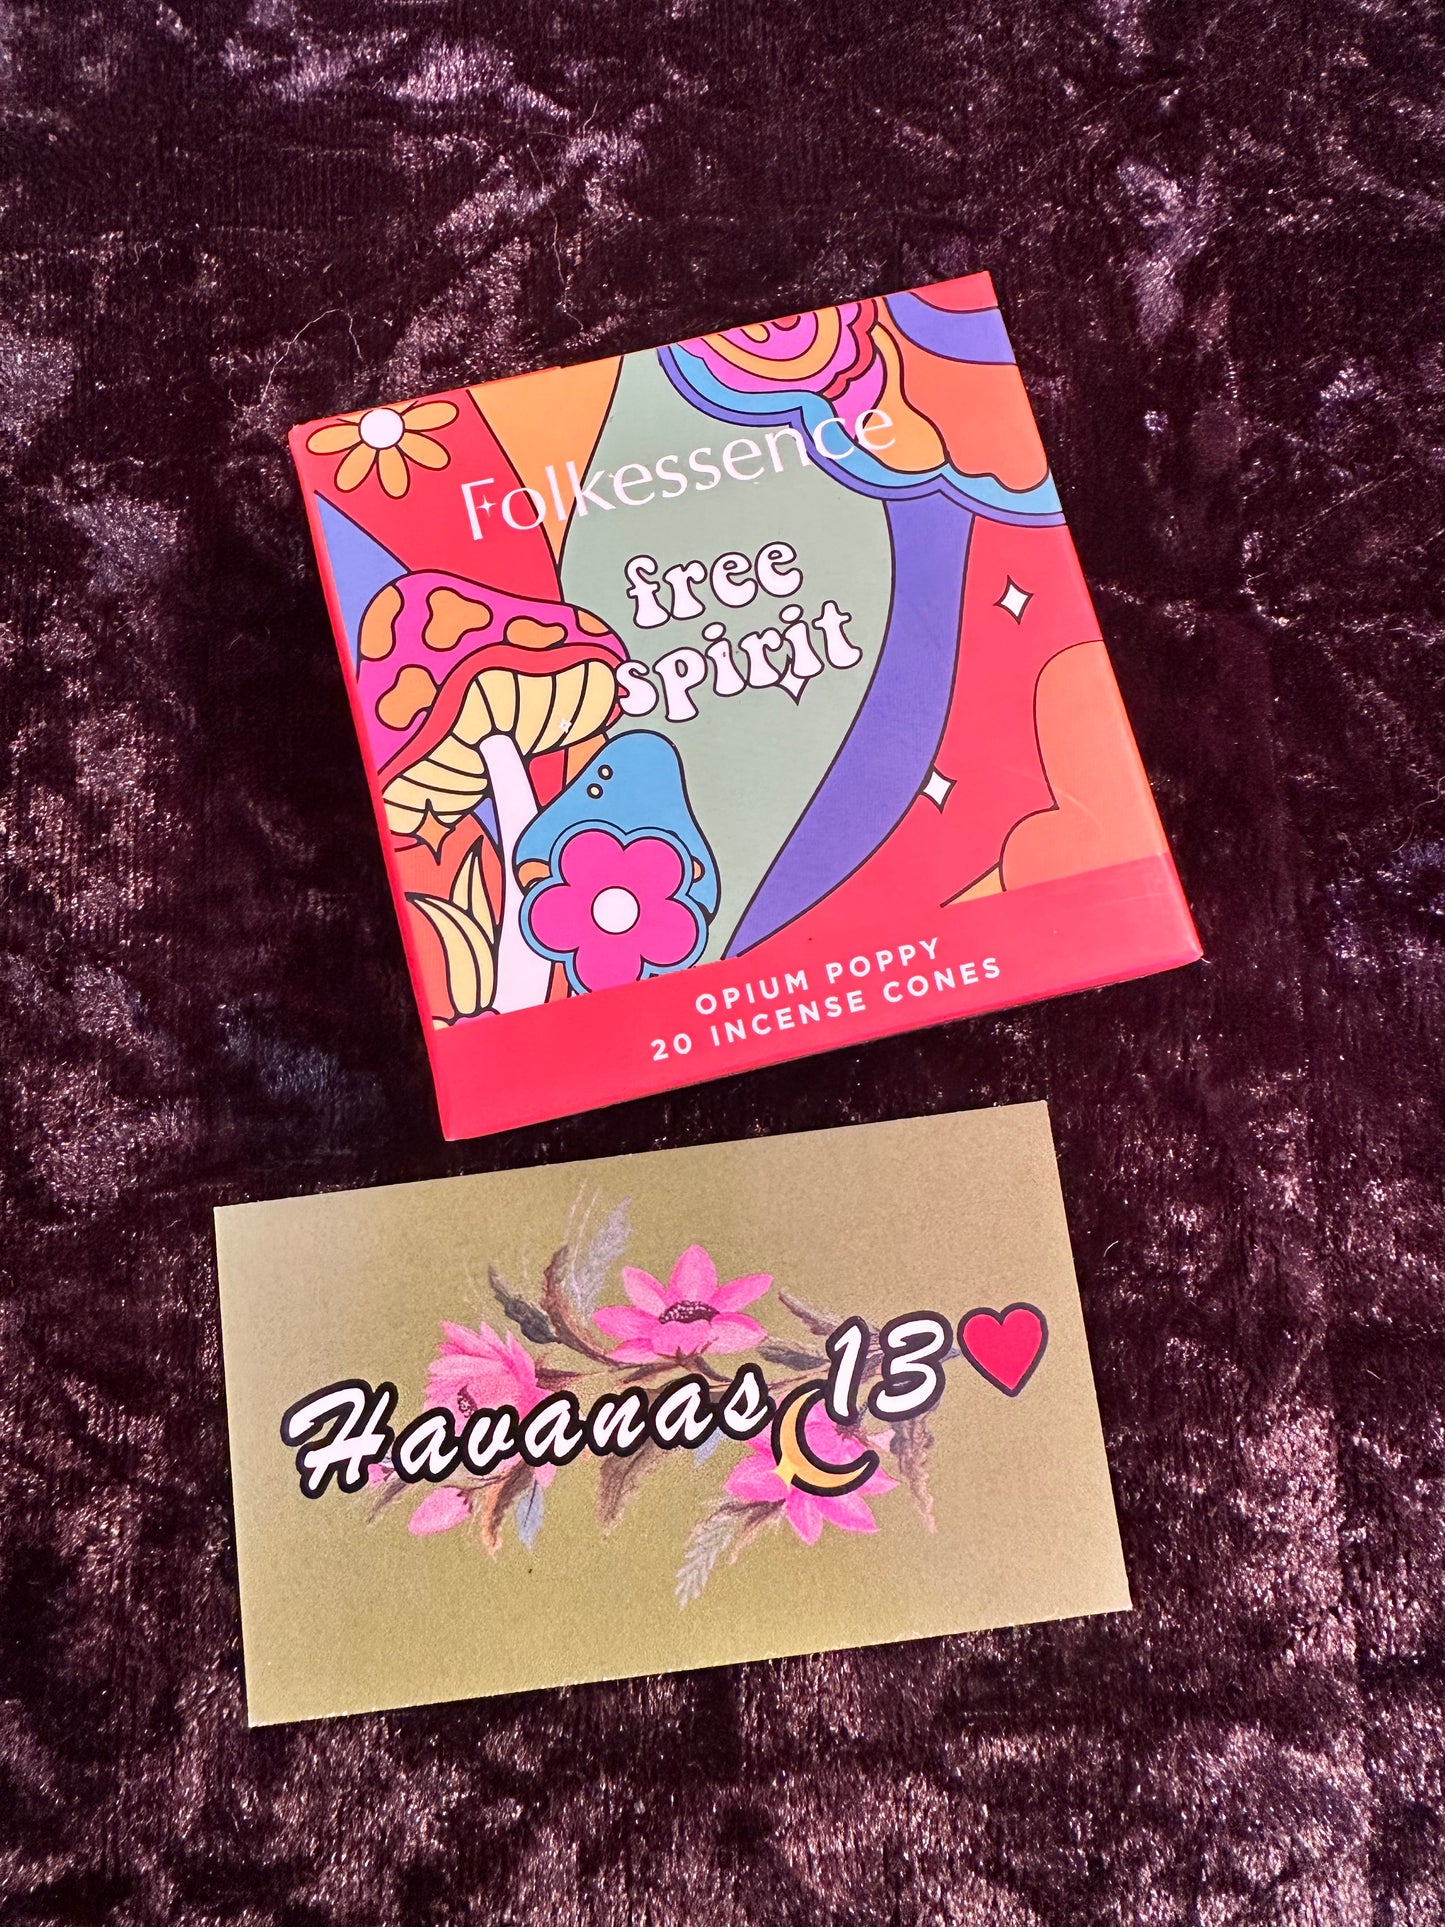 Folkessence
free
spirit
OPIUM POPPY
20 INCENSE CONES
Havanas 13